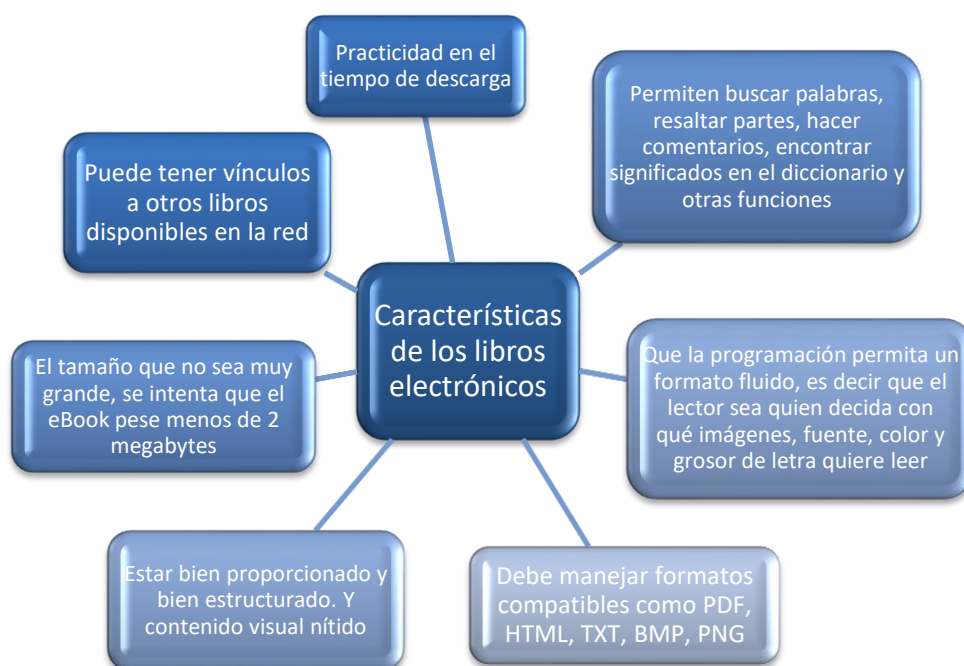 Practicidad en el
tiempo de descarga
Permiten buscar palabras,
resaltar partes, hacer
comentarios, encontrar
significados en el diccionario y
otras funciones
Puede tener vínculos
a otros libros
disponibles en la red
Características
de los libros
electrónicos
El tamaño que no sea muy
grande, se intenta que el
eBook pese menos de 2
megabytes
Que la programación permita un
formato fluido, es decir que el
lector sea quien decida con
qué imágenes, fuente, color y
grosor de letra quiere leer
Estar bien proporcionado y
bien estructurado. Y
contenido visual nítido
Debe manejar formatos
compatibles como PDF,
HTML, TXT, BMP, PNG